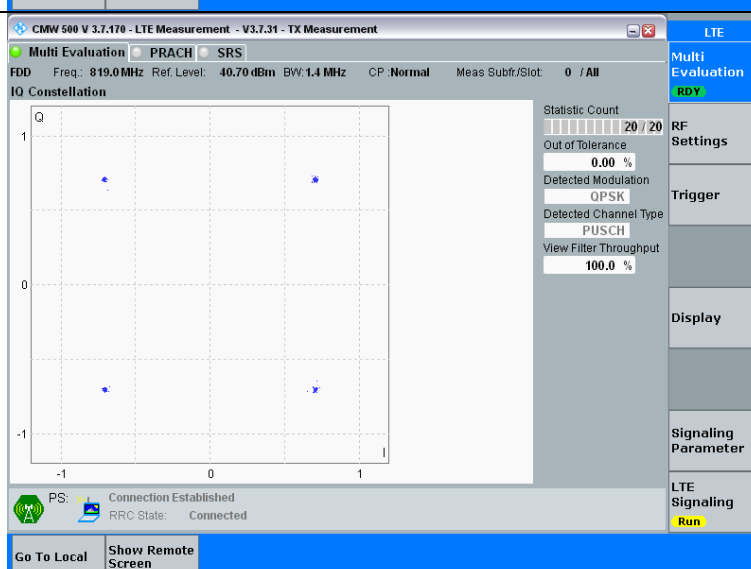 CMW 500 V 3.7.170 - LTE Measurement - V3.7.31 - TX Measurement
LTE
Multi Evaluation PRACH SRS
Multi
Evaluation
RDY
FDD Freq.: 819.0 MHz Ref. Level: 40.70 dBm BW: 1.4 MHz CP :Normal Meas Subfr./Slot: 0 / All
IQ Constellation
Q
1
0
-1
-1 0 1
I
Statistic Count
20 / 20
Out of Tolerance
0.00 %
Detected Modulation
QPSK
Detected Channel Type
PUSCH
View Filter Throughput
100.0 %
RF
Settings
Trigger
Display
Signaling
Parameter
LTE
Signaling
Run
PS: Connection Established
RRC State: Connected
Go To Local
Show Remote
Screen